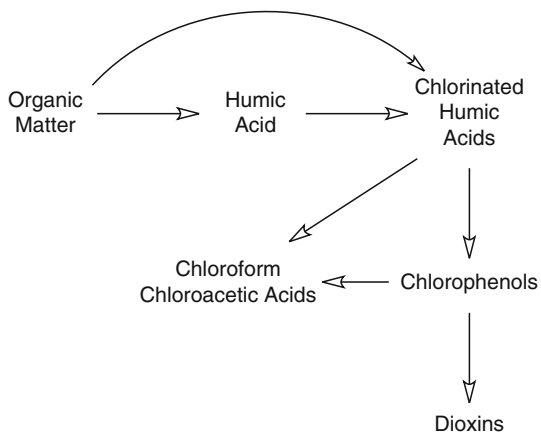 Organic
Matter
Humic
Acid
Chlorinated
Humic
Acids
Chloroform
Chloroacetic Acids
Chlorophenols
Dioxins